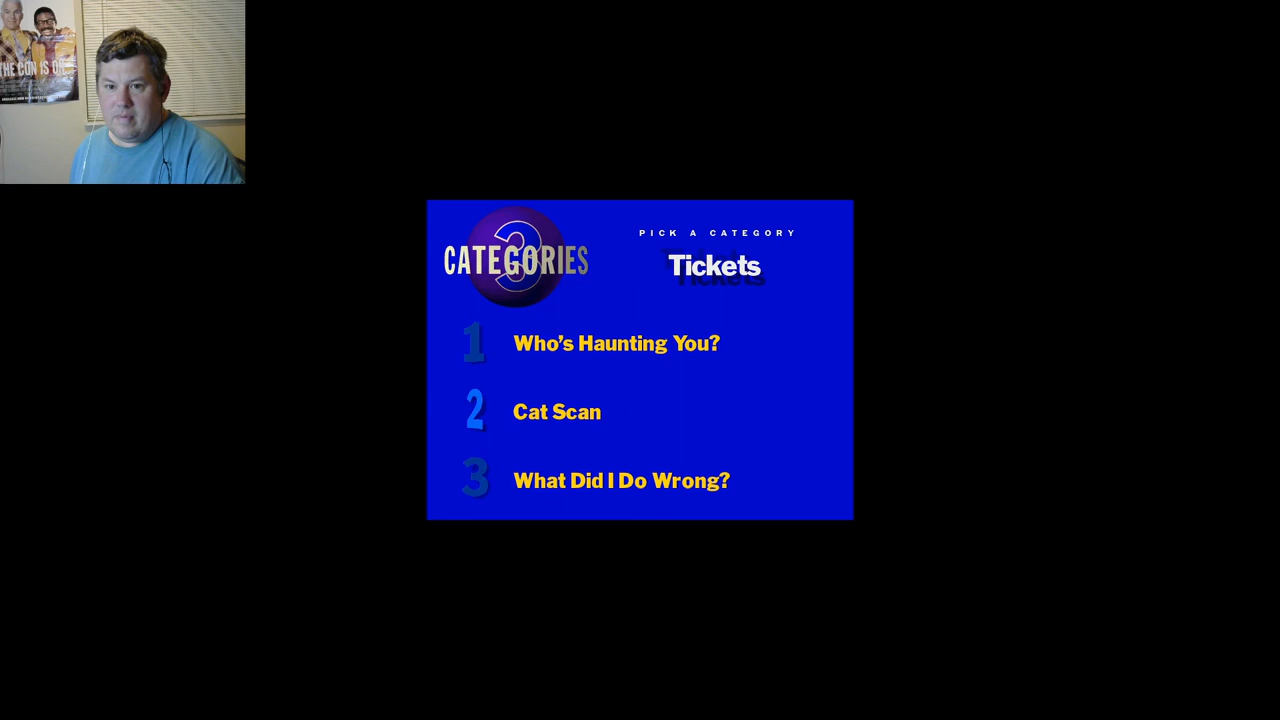 THE CON IS ON
PICK A CATEGORY
3
CATEGORIES
Tickets
1 Who's Haunting You?
2 Cat Scan
3 What Did I Do Wrong?